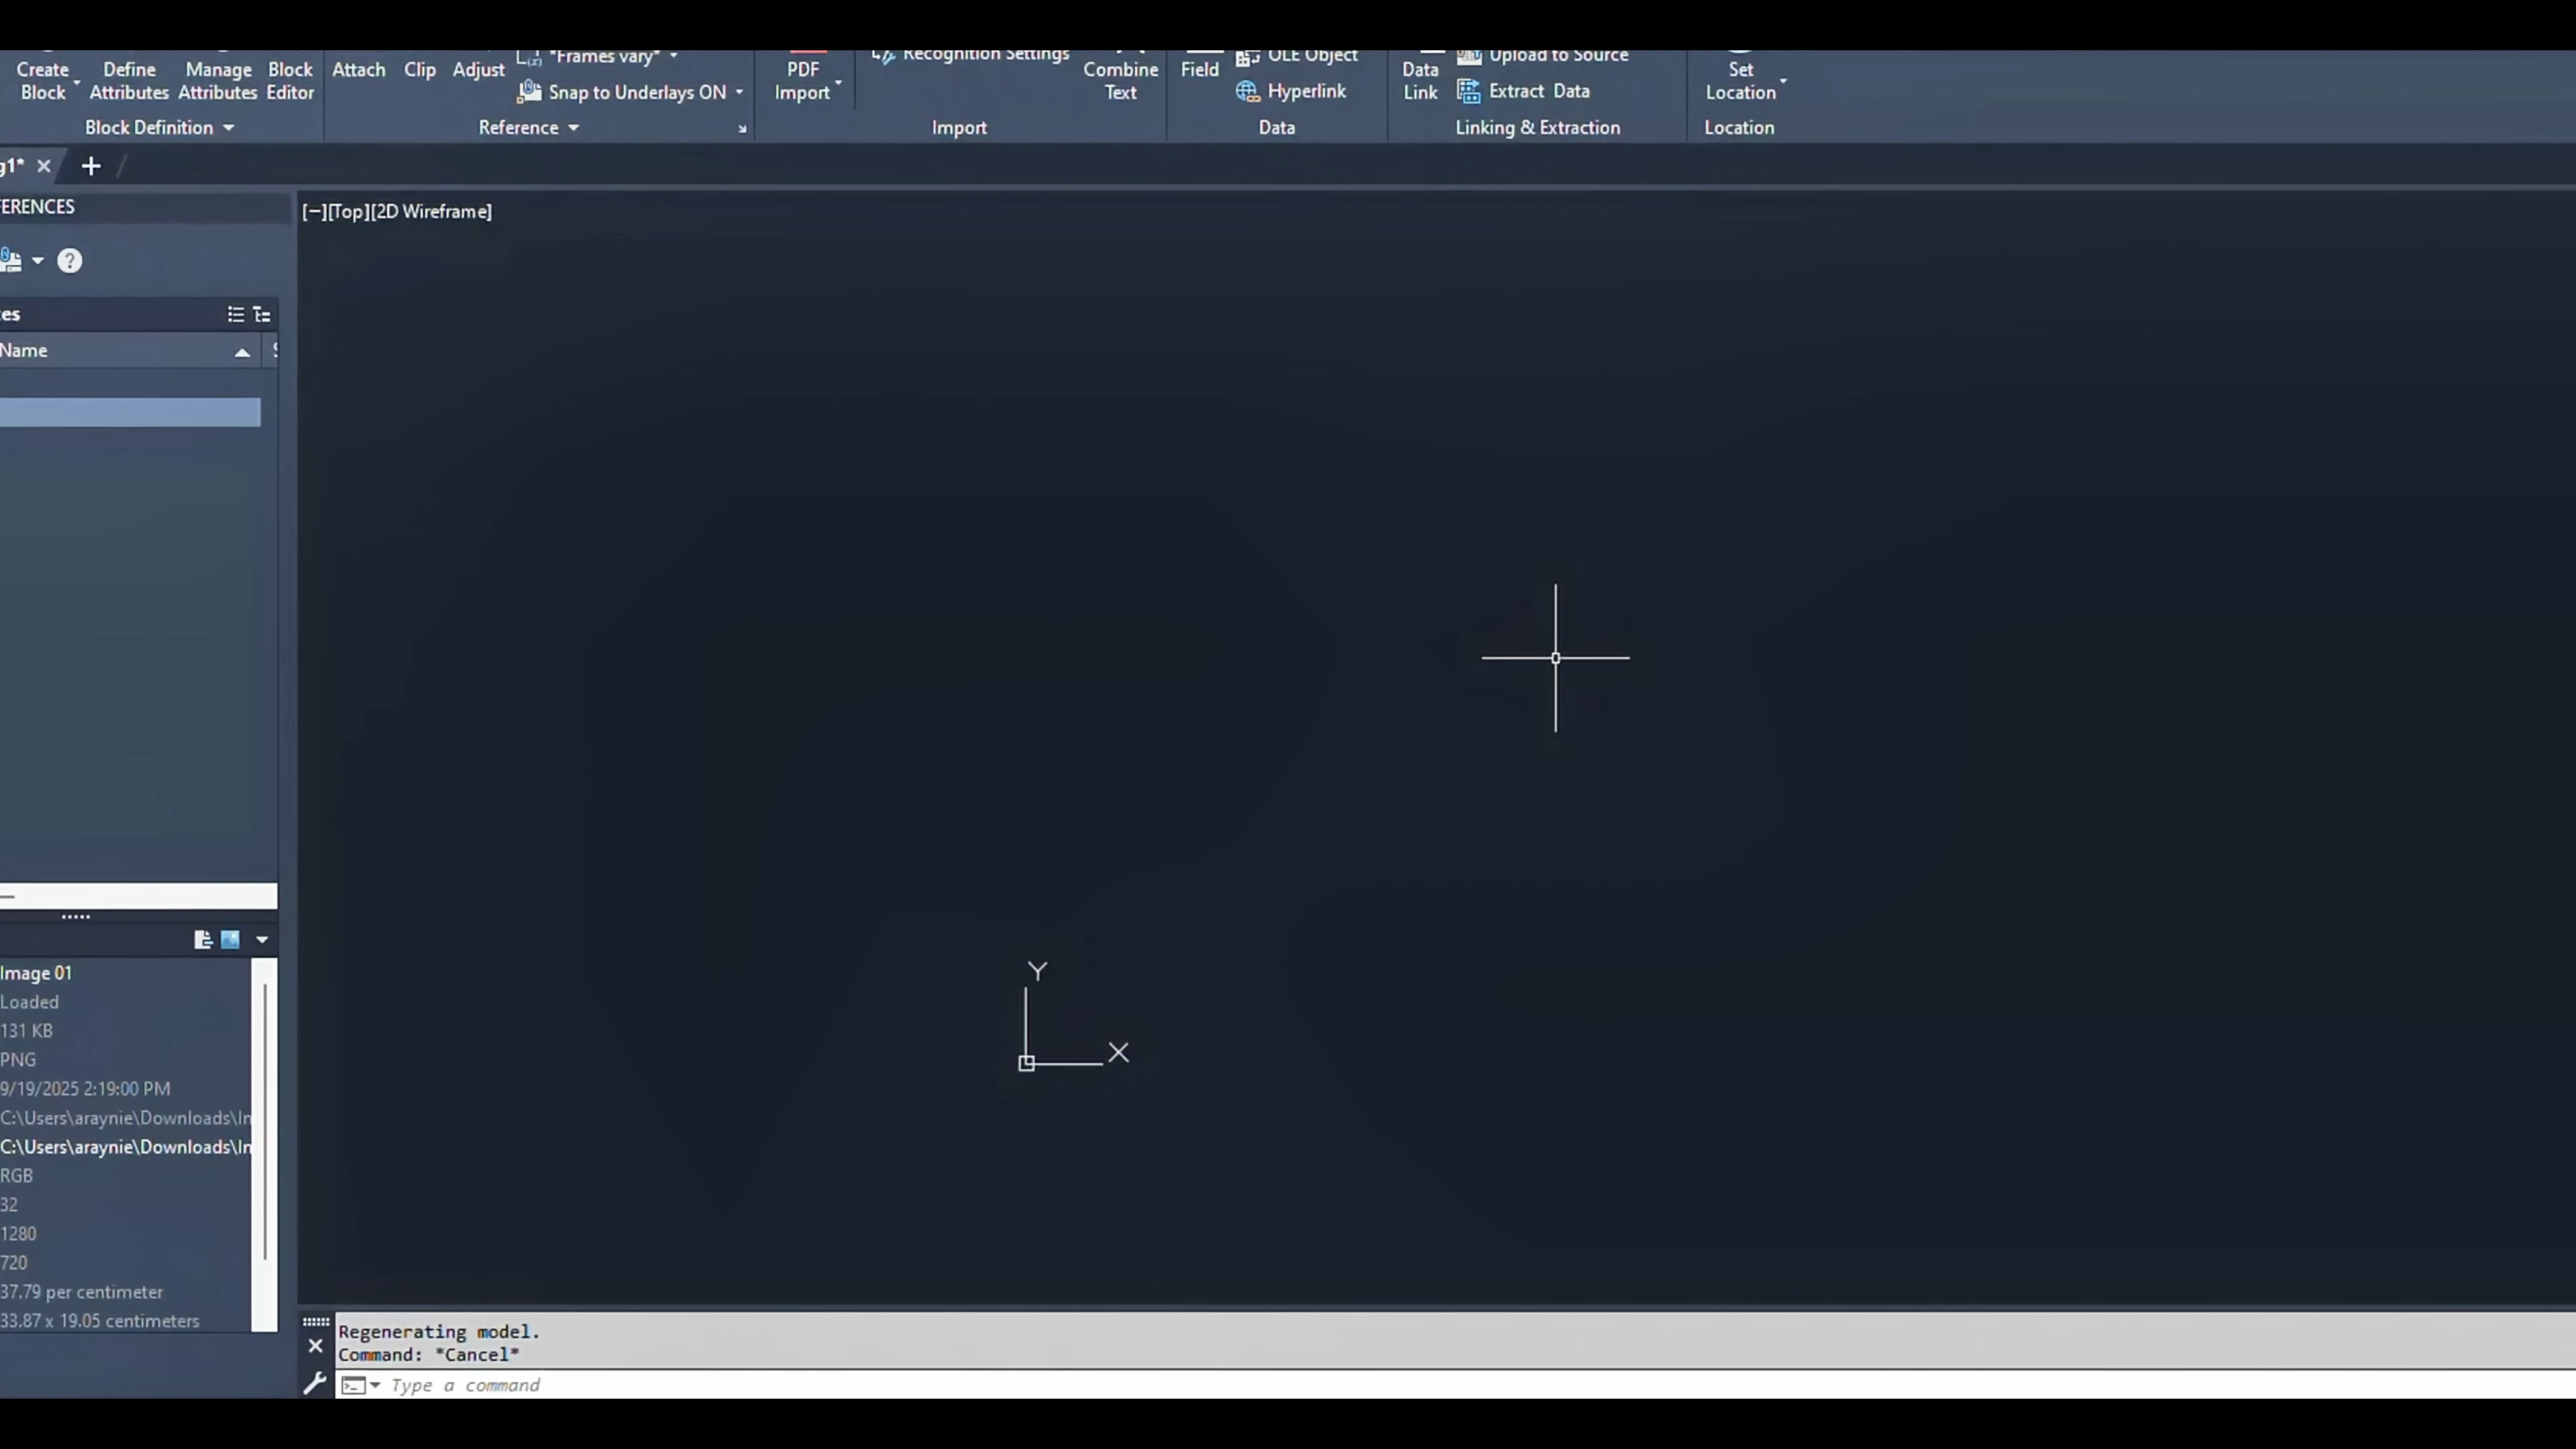 *Frames vary*
Recognition Settings
OLE Object
Upload to Source
Create Block
Define Attributes
Manage Attributes
Block Editor
Attach
Clip
Adjust
Snap to Underlays ON
PDF Import
Combine Text
Field
Hyperlink
Data Link
Extract Data
Set Location
Block Definition
Reference
Import
Data
Linking & Extraction
Location
g1*
ERENCES
[−][Top][2D Wireframe]
es
Name
Image 01
Loaded
131 KB
PNG
9/19/2025 2:19:00 PM
C:\Users\araynie\Downloads\In
C:\Users\araynie\Downloads\In
RGB
32
1280
720
37.79 per centimeter
33.87 x 19.05 centimeters
Y
X
Regenerating model.
Command: *Cancel*
Type a command